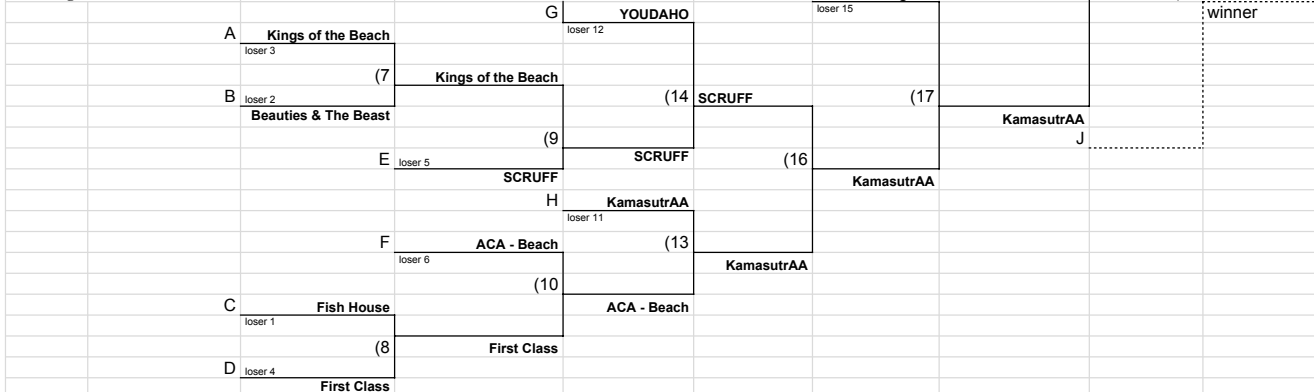 G YOUDAHO
loser 15
winner
A Kings of the Beach
loser 12
loser 3
(7 Kings of the Beach
B loser 2
(14 SCRUFF
(17
Beauties & The Beast
KamasutrAA
(9
J
E loser 5
SCRUFF
(16
SCRUFF
KamasutrAA
H KamasutrAA
loser 11
F ACA - Beach
(13
loser 6
KamasutrAA
(10
C Fish House
ACA - Beach
loser 1
(8 First Class
D loser 4
First Class